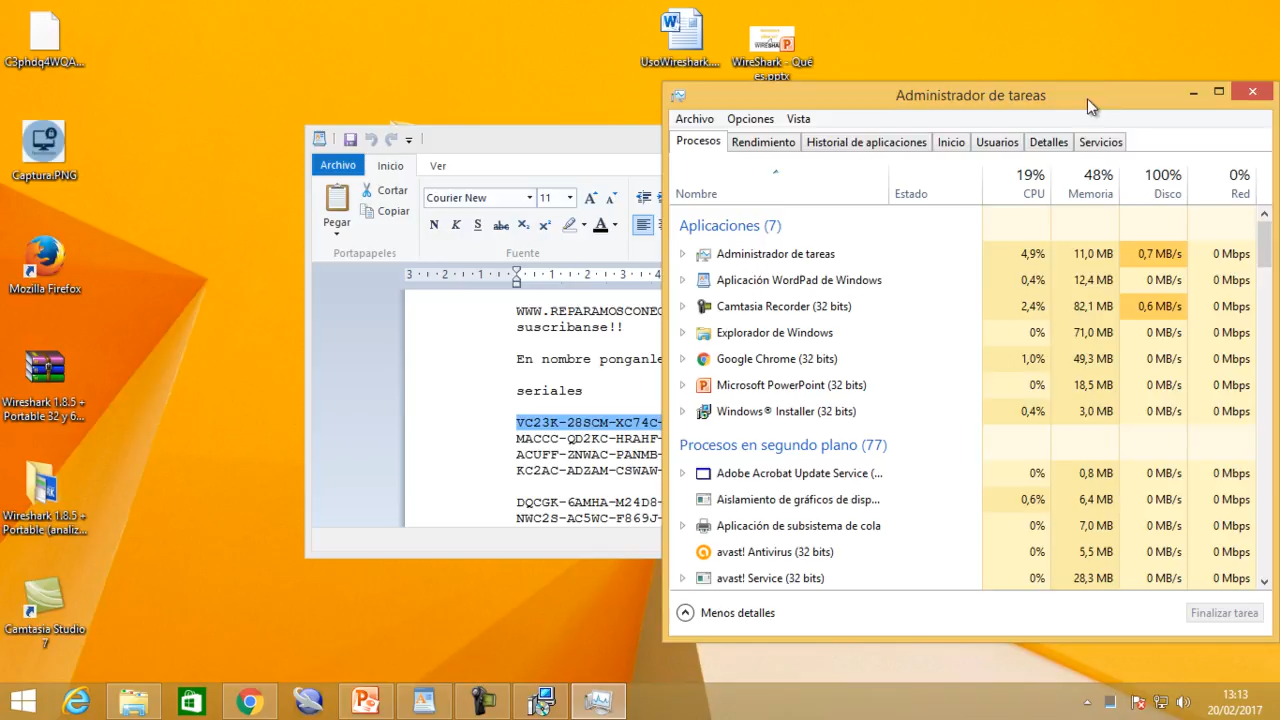 C3phdq4WQA...
Captura.PNG
Mozilla Firefox
Wireshark 1.8.5 +
Portable 32 y 6...
Wireshark 1.8.5 +
Portable (analiz...
Camtasia Studio
7
UsoWireshark....
WireShark - Qué
es.pptx
Archivo
Inicio
Ver
Pegar
Cortar
Copiar
Portapapeles
Courier New
11
N K S abc X₂ X² A
Fuente
3 2 1 1 2 3 4
WWW.REPARAMOSCONEC
suscribanse!!
En nombre ponganle
seriales
VC23K-28SCM-XC74C-
MACCC-QD2KC-HRAHF-
ACUFF-ZNWAC-PANMB-
KC2AC-ADZAM-CSWAW-
DQCGK-6AMHA-M24D8-
NWC2S-AC5WC-F869J-
Administrador de tareas
Archivo Opciones Vista
Procesos Rendimiento Historial de aplicaciones Inicio Usuarios Detalles Servicios
19% 48% 100% 0%
Nombre Estado CPU Memoria Disco Red
Aplicaciones (7)
Administrador de tareas 4,9% 11,0 MB 0,7 MB/s 0 Mbps
Aplicación WordPad de Windows 0,4% 12,4 MB 0 MB/s 0 Mbps
Camtasia Recorder (32 bits) 2,4% 82,1 MB 0,6 MB/s 0 Mbps
Explorador de Windows 0% 71,0 MB 0 MB/s 0 Mbps
Google Chrome (32 bits) 1,0% 49,3 MB 0 MB/s 0 Mbps
Microsoft PowerPoint (32 bits) 0% 18,5 MB 0 MB/s 0 Mbps
Windows® Installer (32 bits) 0,4% 3,0 MB 0 MB/s 0 Mbps
Procesos en segundo plano (77)
Adobe Acrobat Update Service (... 0% 0,8 MB 0 MB/s 0 Mbps
Aislamiento de gráficos de disp... 0,6% 6,4 MB 0 MB/s 0 Mbps
Aplicación de subsistema de cola 0% 7,0 MB 0 MB/s 0 Mbps
avast! Antivirus (32 bits) 0% 5,5 MB 0 MB/s 0 Mbps
avast! Service (32 bits) 0% 28,3 MB 0 MB/s 0 Mbps
Menos detalles
Finalizar tarea
13:13
20/02/2017